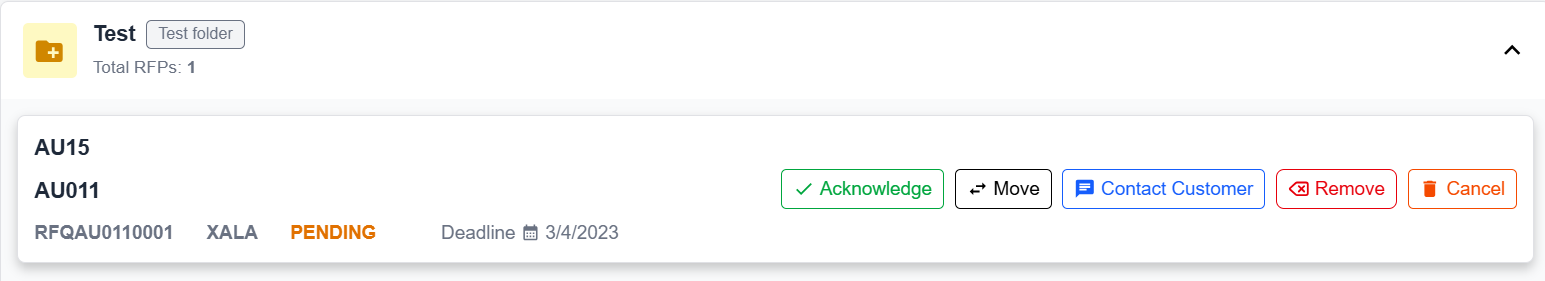 Test Test folder
Total RFPs: 1
AU15
AU011
Acknowledge Move Contact Customer Remove Cancel
RFQAU0110001 XALA PENDING Deadline 3/4/2023